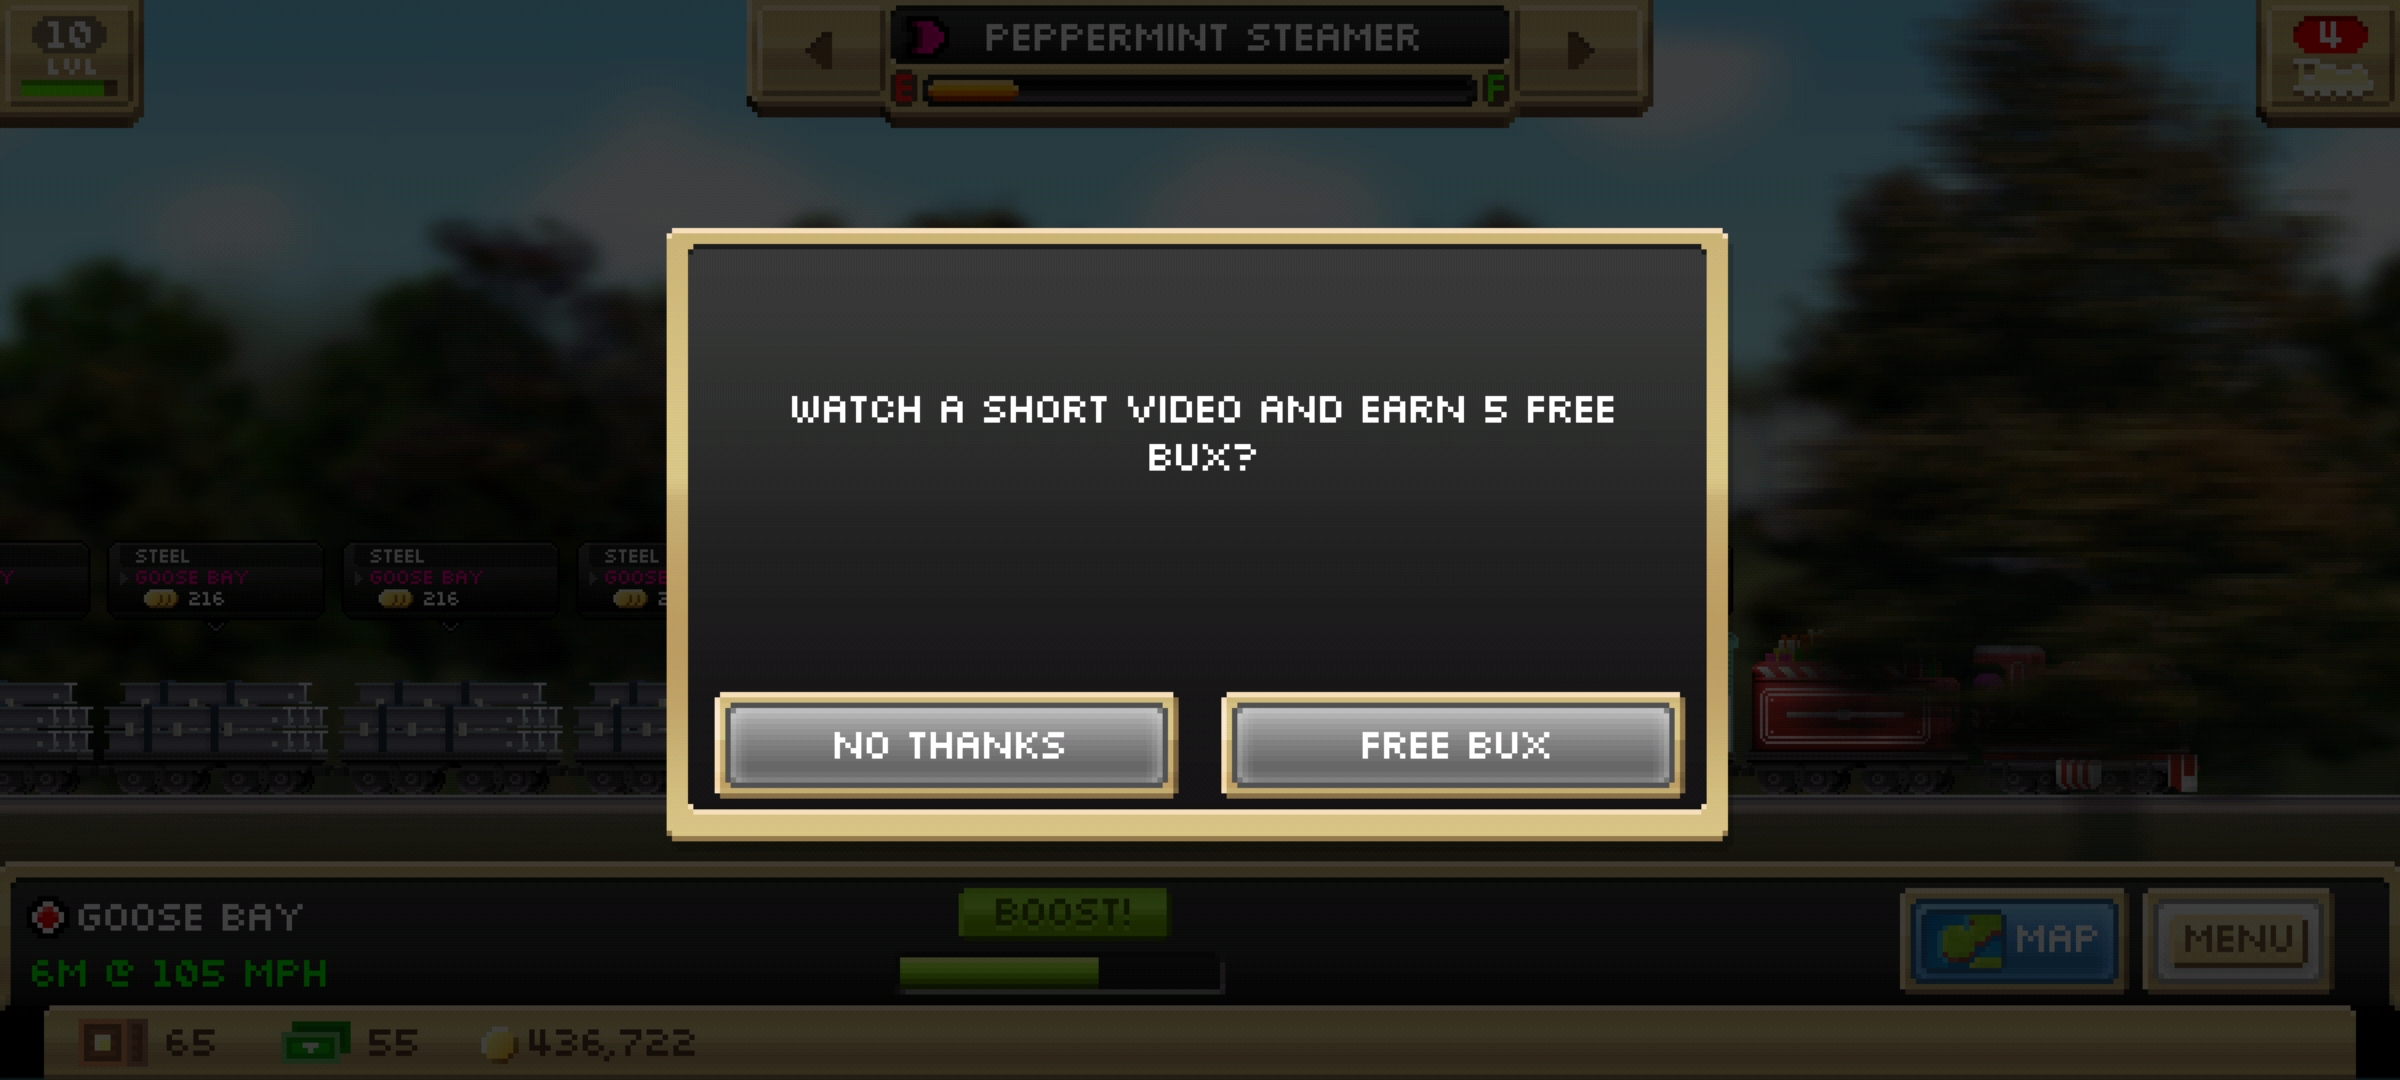 10
LVL
PEPPERMINT STEAMER
E
F
4
WATCH A SHORT VIDEO AND EARN 5 FREE
BUX?
STEEL
GOOSE BAY
216
STEEL
GOOSE BAY
216
STEEL
NO THANKS
FREE BUX
GOOSE BAY
6M @ 105 MPH
BOOST!
MAP
MENU
65
55
436,722